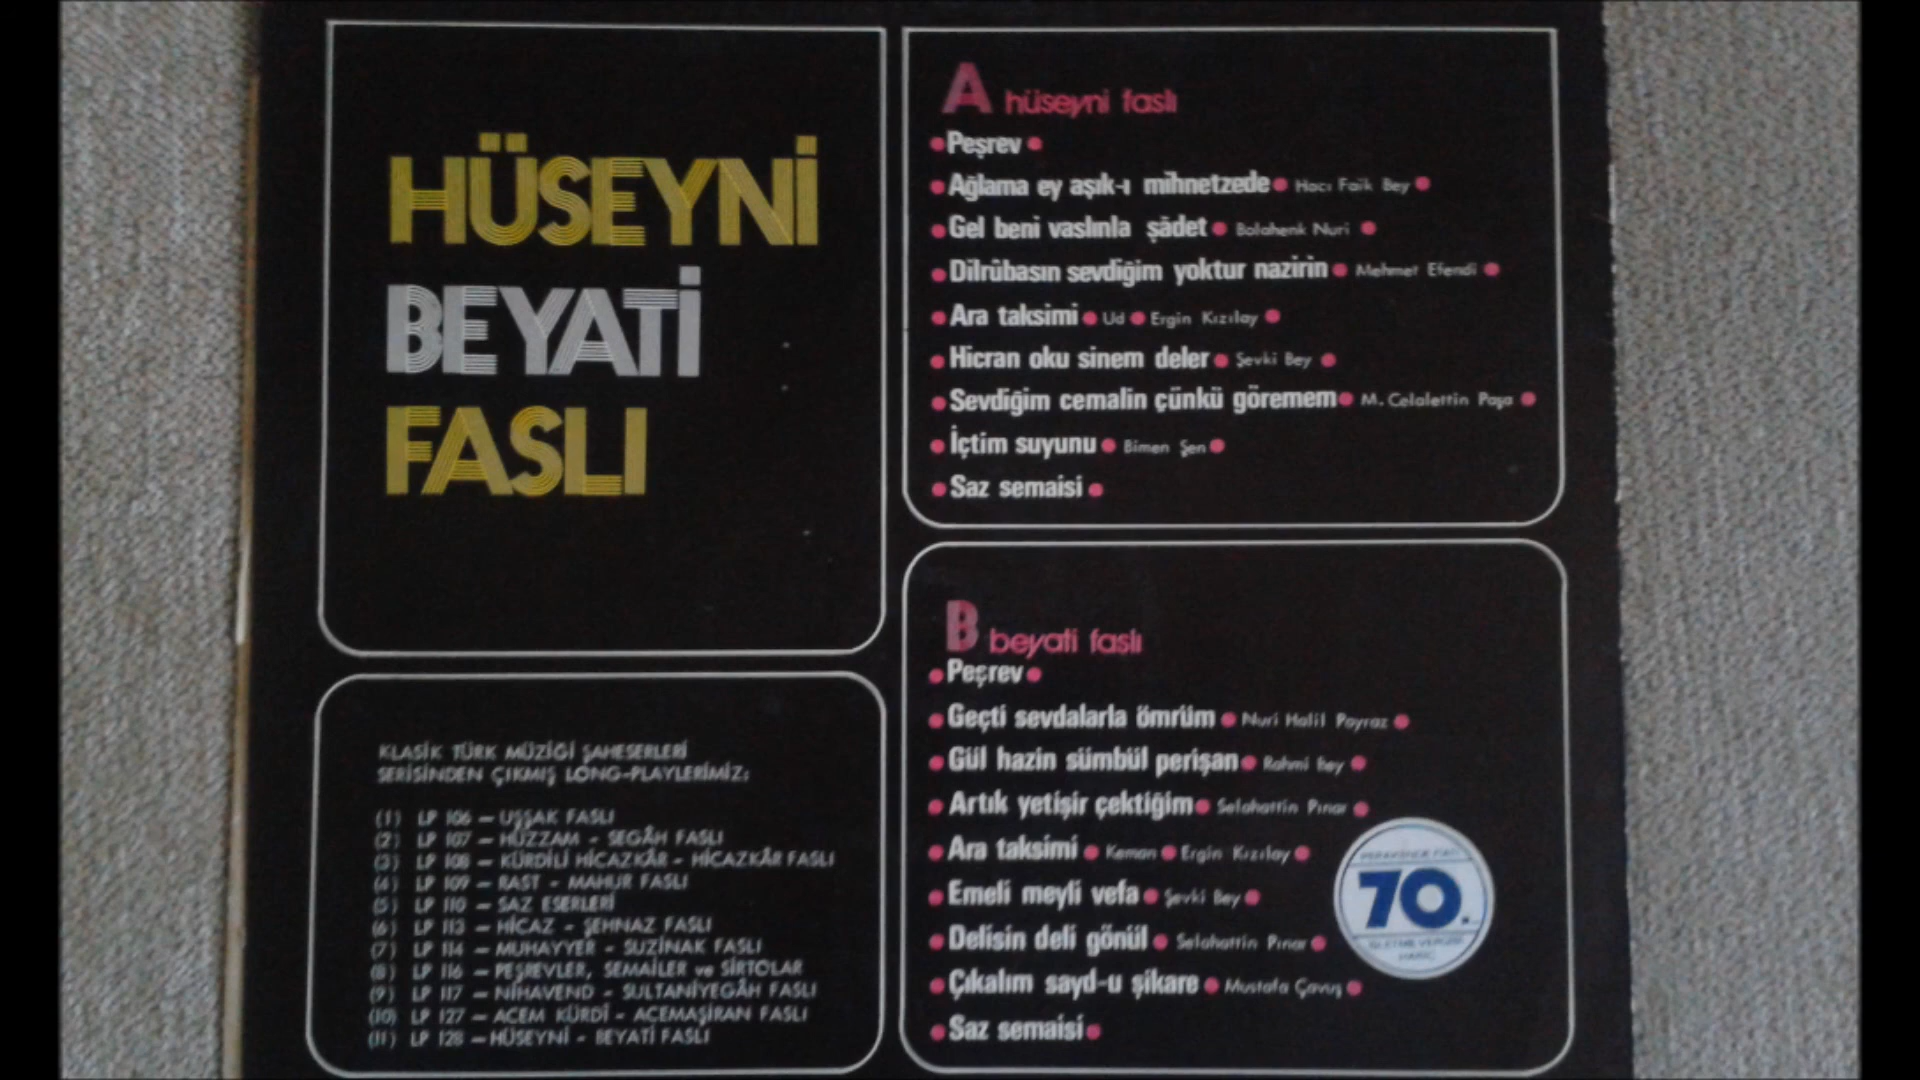 HÜSEYNİ
BEYATİ
FASLI
A hüseyni faslı
Peşrev
Ağlama ey aşık-ı mihnetzede Hacı Faik Bey
Gel beni vaslınla şâdet Bolahenk Nuri
Dilrûbasın sevdiğim yoktur nazirin Mehmet Efendi
Ara taksimi Ud Ergin Kızılay
Hicran oku sinem deler Şevki Bey
Sevdiğim cemalin çünkü göremem M. Celalettin Paşa
İçtim suyunu Bimen Şen
Saz semaisi
B beyati faslı
Peşrev
Geçti sevdalarla ömrüm Nuri Halil Poyraz
Gül hazin sümbül perişan Rahmi Bey
Artık yetişir çektiğim Selahattin Pınar
Ara taksimi Keman Ergin Kızılay
Emeli meyli vefa Şevki Bey
Delisin deli gönül Selahattin Pınar
Çıkalım sayd-u şikare Mustafa Çavuş
Saz semaisi
70.
KLASİK TÜRK MÜZİĞİ ŞAHESERLERİ
SERİSİNDEN ÇIKMIŞ LONG-PLAYLERİMİZ:
(1) LP 106 – UŞŞAK FASLI
(2) LP 107 – HÜZZAM - SEGÂH FASLI
(3) LP 108 – KÜRDİLİ HİCAZKÂR - HİCAZKÂR FASLI
(4) LP 109 – RAST - MAHUR FASLI
(5) LP 110 – SAZ ESERLERİ
(6) LP 113 – HİCAZ - ŞEHNAZ FASLI
(7) LP 114 – MUHAYYER - SUZİNAK FASLI
(8) LP 116 – PEŞREVLER, SEMAİLER ve SİRTOLAR
(9) LP 117 – NİHAVEND - SULTANİYEGÂH FASLI
(10) LP 127 – ACEM KÜRDİ - ACEMAŞİRAN FASLI
(11) LP 128 – HÜSEYNİ - BEYATİ FASLI